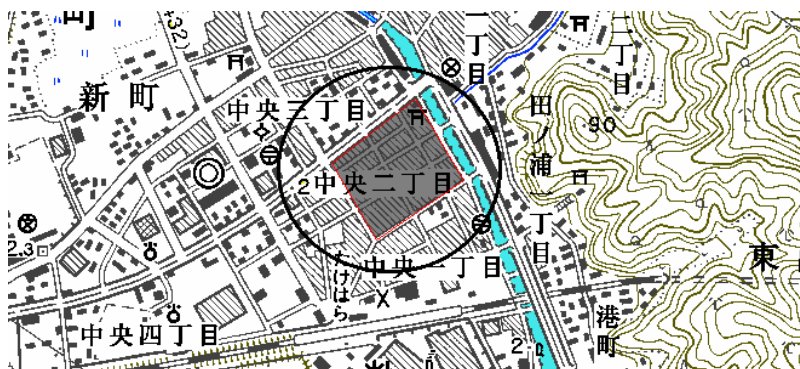 町
+32)
新町
中央三丁目
一丁目
二丁目
田ノ浦一丁目
90
2
中央二丁目
2.3
中央一丁目
たけはら
東
中央四丁目
港町
2